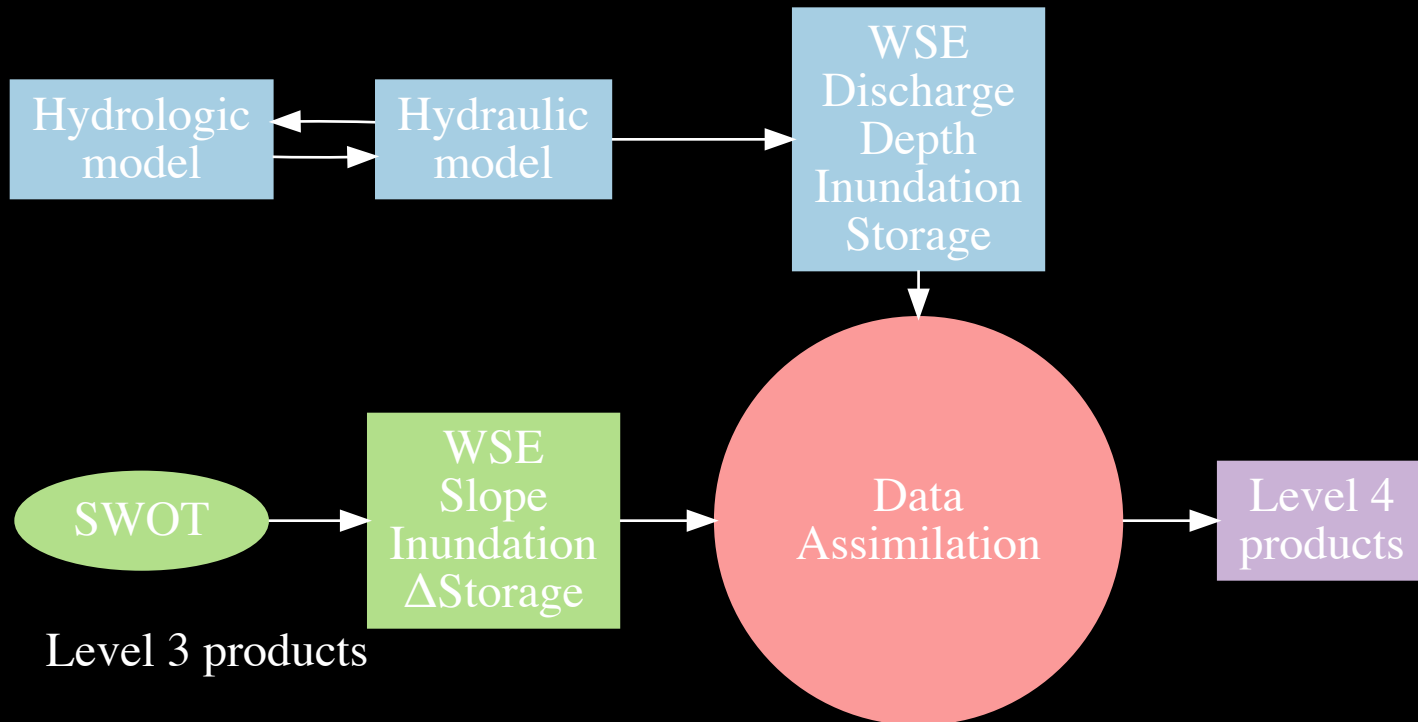 Hydrologic
model
Hydraulic
model
WSE
Discharge
Depth
Inundation
Storage
SWOT
WSE
Slope
Inundation
ΔStorage
Data
Assimilation
Level 4
products
Level 3 products